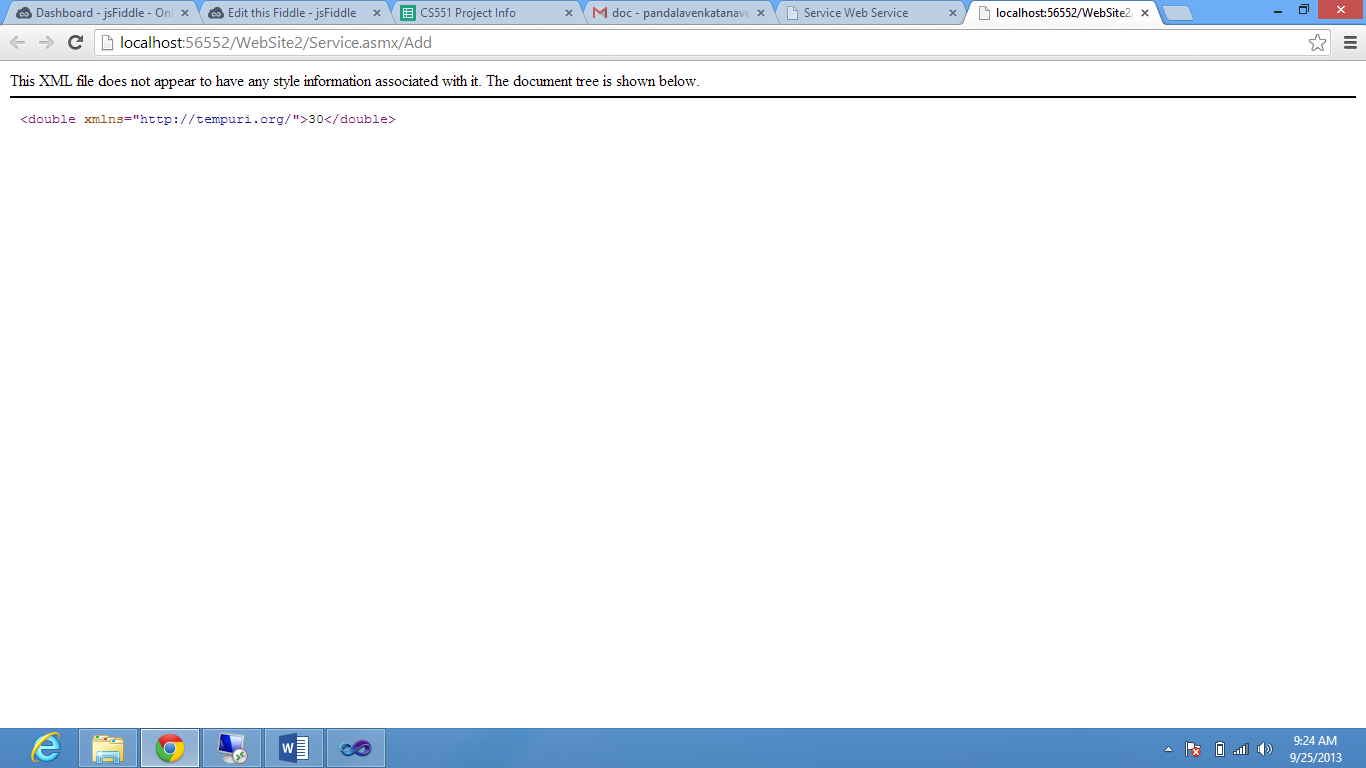 Dashboard - jsFiddle - Onl
Edit this Fiddle - jsFiddle
CS551 Project Info
doc - pandalavenkatanave
Service Web Service
localhost:56552/WebSite2/
localhost:56552/WebSite2/Service.asmx/Add
This XML file does not appear to have any style information associated with it. The document tree is shown below.
<double xmlns="http://tempuri.org/">30</double>
9:24 AM
9/25/2013